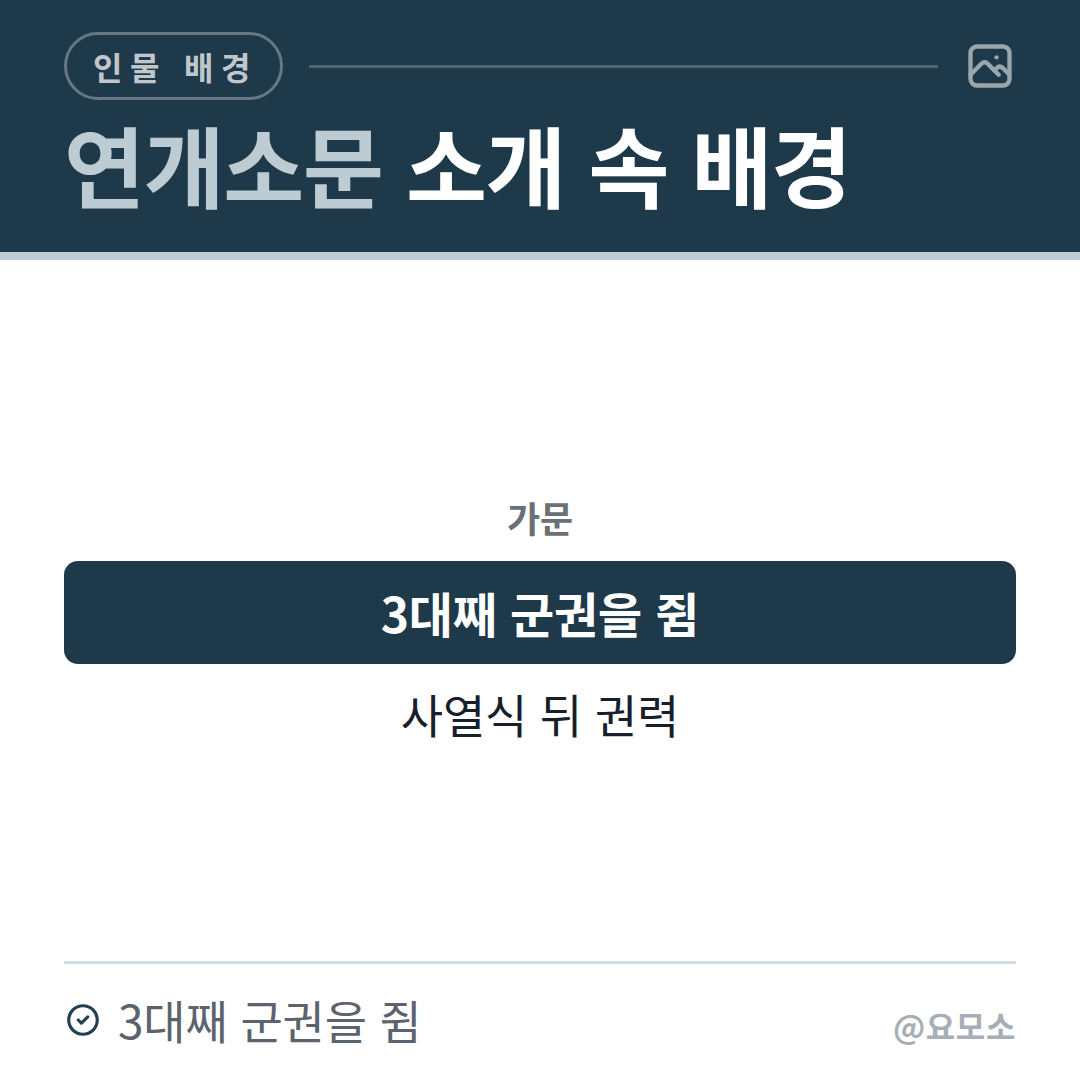 인물 배경
연개소문 소개 속 배경
가문
3대째 군권을 쥠
사열식 뒤 권력
3대째 군권을 쥠
@요모소